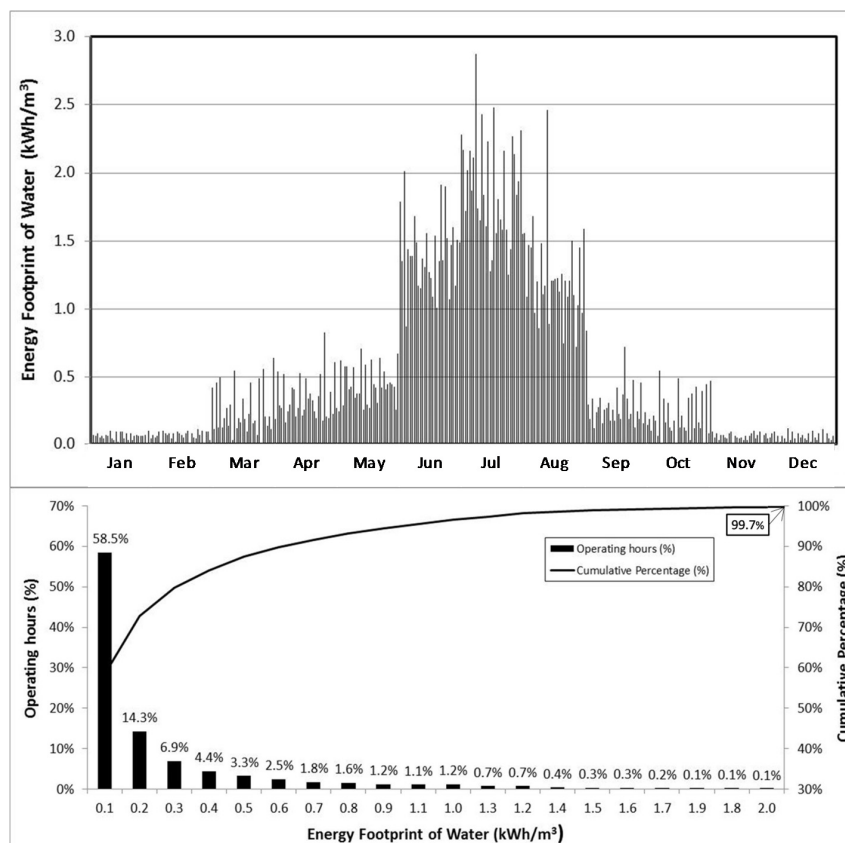 Energy Footprint of Water (kWh/m³)
3.0
2.5
2.0
1.5
1.0
0.5
0.0
Jan Feb Mar Apr May Jun Jul Aug Sep Oct Nov Dec
Operating hours (%)
70%
60%
50%
40%
30%
20%
10%
0%
58.5% 14.3% 6.9% 4.4% 3.3% 2.5% 1.8% 1.6% 1.2% 1.1% 1.2% 0.7% 0.7% 0.4% 0.3% 0.3% 0.2% 0.1% 0.1% 0.1%
Operating hours (%)
Cumulative Percentage (%)
99.7%
100%
90%
80%
70%
60%
50%
40%
30%
Cumulative Percentage (%)
0.1 0.2 0.3 0.4 0.5 0.6 0.7 0.8 0.9 1.1 1.0 1.3 1.2 1.4 1.5 1.6 1.7 1.9 1.8 2.0
Energy Footprint of Water (kWh/m³)